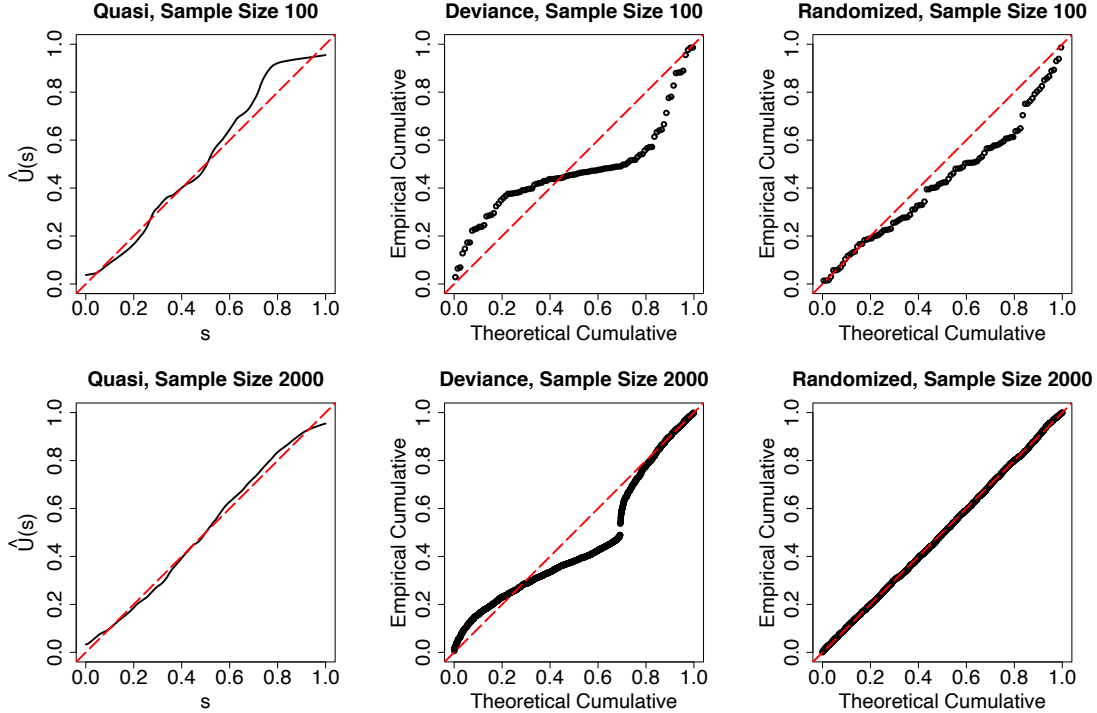 Quasi, Sample Size 100
Û(s)
1.0
0.8
0.6
0.4
0.2
0.0
0.0 0.2 0.4 0.6 0.8 1.0
s
Deviance, Sample Size 100
Empirical Cumulative
1.0
0.8
0.6
0.4
0.2
0.0
0.0 0.2 0.4 0.6 0.8 1.0
Theoretical Cumulative
Randomized, Sample Size 100
Empirical Cumulative
1.0
0.8
0.6
0.4
0.2
0.0
0.0 0.2 0.4 0.6 0.8 1.0
Theoretical Cumulative
Quasi, Sample Size 2000
Û(s)
1.0
0.8
0.6
0.4
0.2
0.0
0.0 0.2 0.4 0.6 0.8 1.0
s
Deviance, Sample Size 2000
Empirical Cumulative
1.0
0.8
0.6
0.4
0.2
0.0
0.0 0.2 0.4 0.6 0.8 1.0
Theoretical Cumulative
Randomized, Sample Size 2000
Empirical Cumulative
1.0
0.8
0.6
0.4
0.2
0.0
0.0 0.2 0.4 0.6 0.8 1.0
Theoretical Cumulative